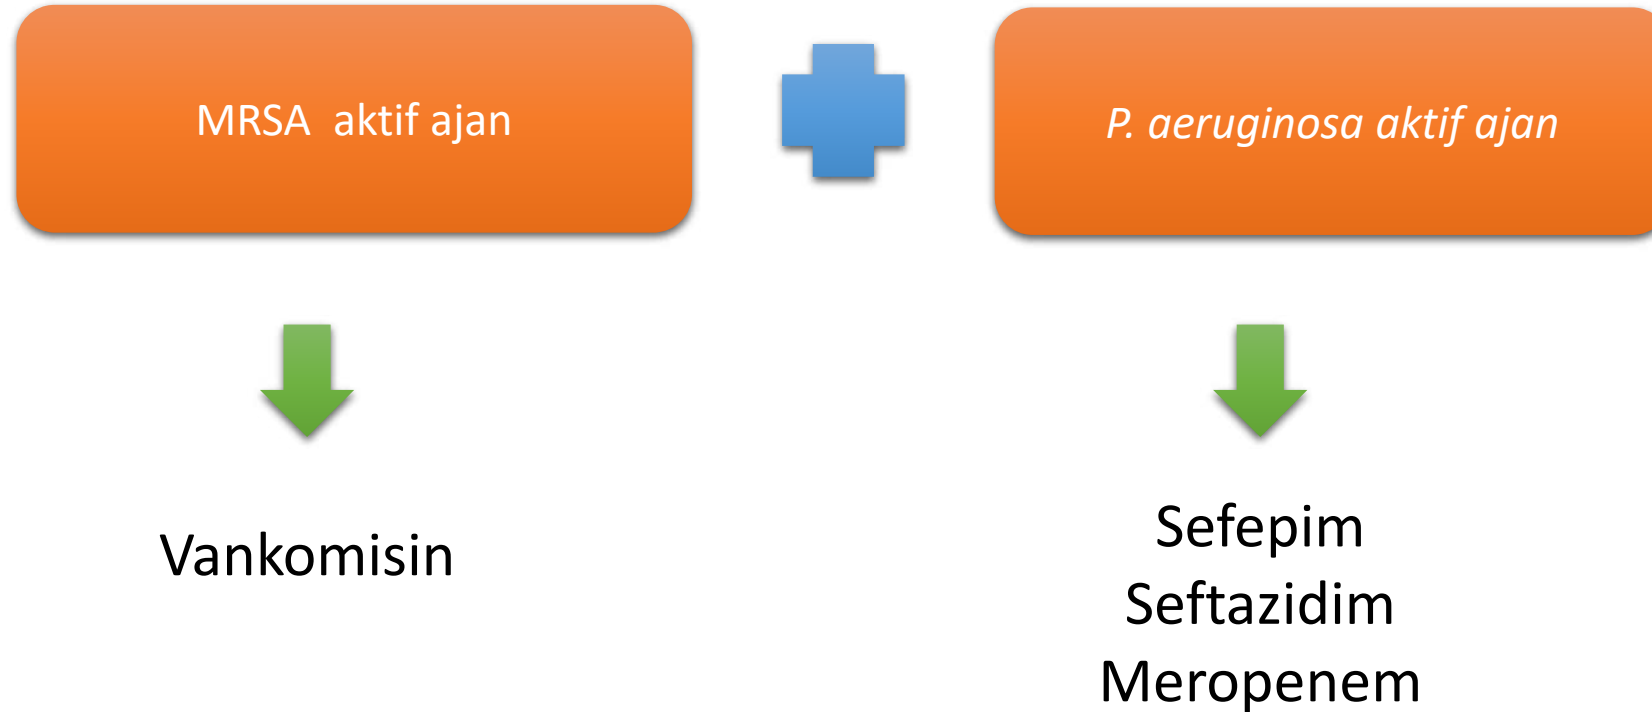 MRSA aktif ajan
P. aeruginosa aktif ajan
Vankomisin
Sefepim
Seftazidim
Meropenem